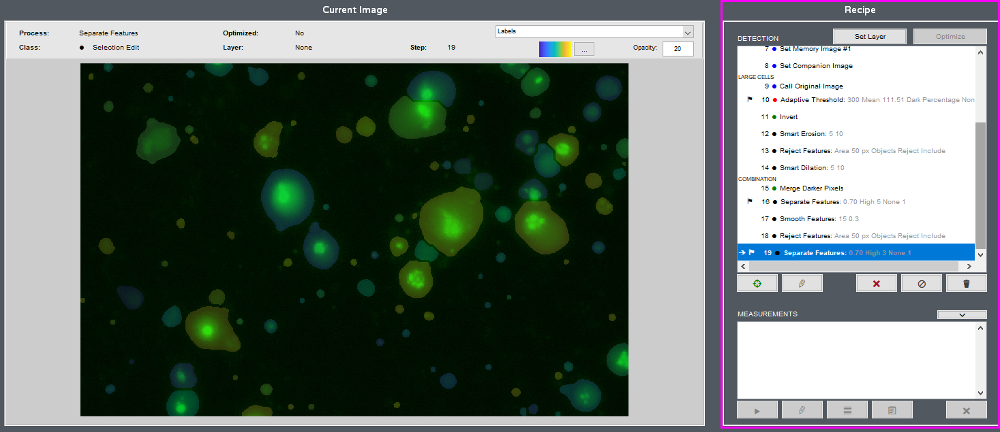 Current Image
Process: Separate Features Optimized: No Labels
Class: Selection Edit Layer: None Step: 19 ... Opacity: 20
Recipe
DETECTION Set Layer Optimize
7 Set Memory Image #1
8 Set Companion Image
LARGE CELLS
9 Call Original Image
10 Adaptive Threshold: 300 Mean 111.51 Dark Percentage Non
11 Invert
12 Smart Erosion: 5 10
13 Reject Features: Area 50 px Objects Reject Include
14 Smart Dilation: 5 10
COMBINATION
15 Merge Darker Pixels
16 Separate Features: 0.70 High 5 None 1
17 Smooth Features: 15 0.3
18 Reject Features: Area 50 px Objects Reject Include
19 Separate Features: 0.70 High 3 None 1
MEASUREMENTS